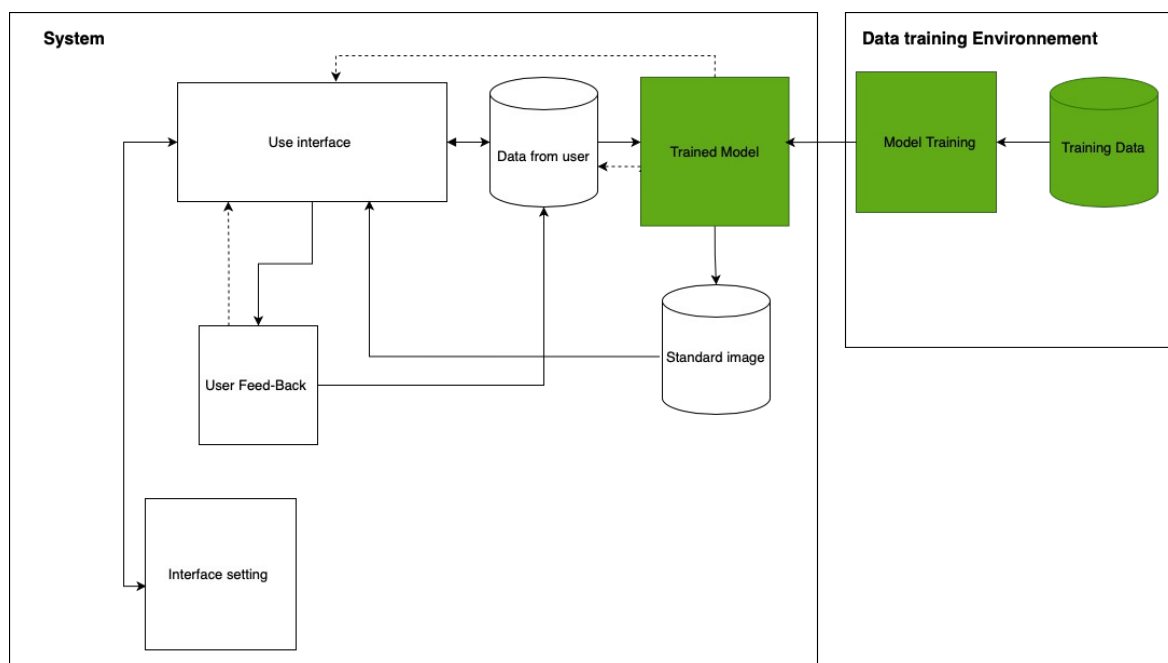 System
Data training Environnement
Use interface
Data from user
Trained Model
Model Training
Training Data
Standard image
User Feed-Back
Interface setting